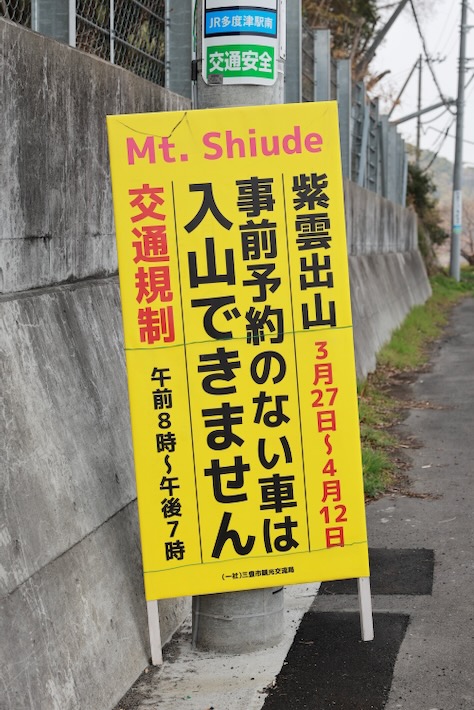 JR多度津駅南
交通安全
Mt. Shiude
紫雲出山 3月27日~4月12日
事前予約のない車は
入山できません
交通規制 午前8時~午後7時
(一社)三豊市観光交流局